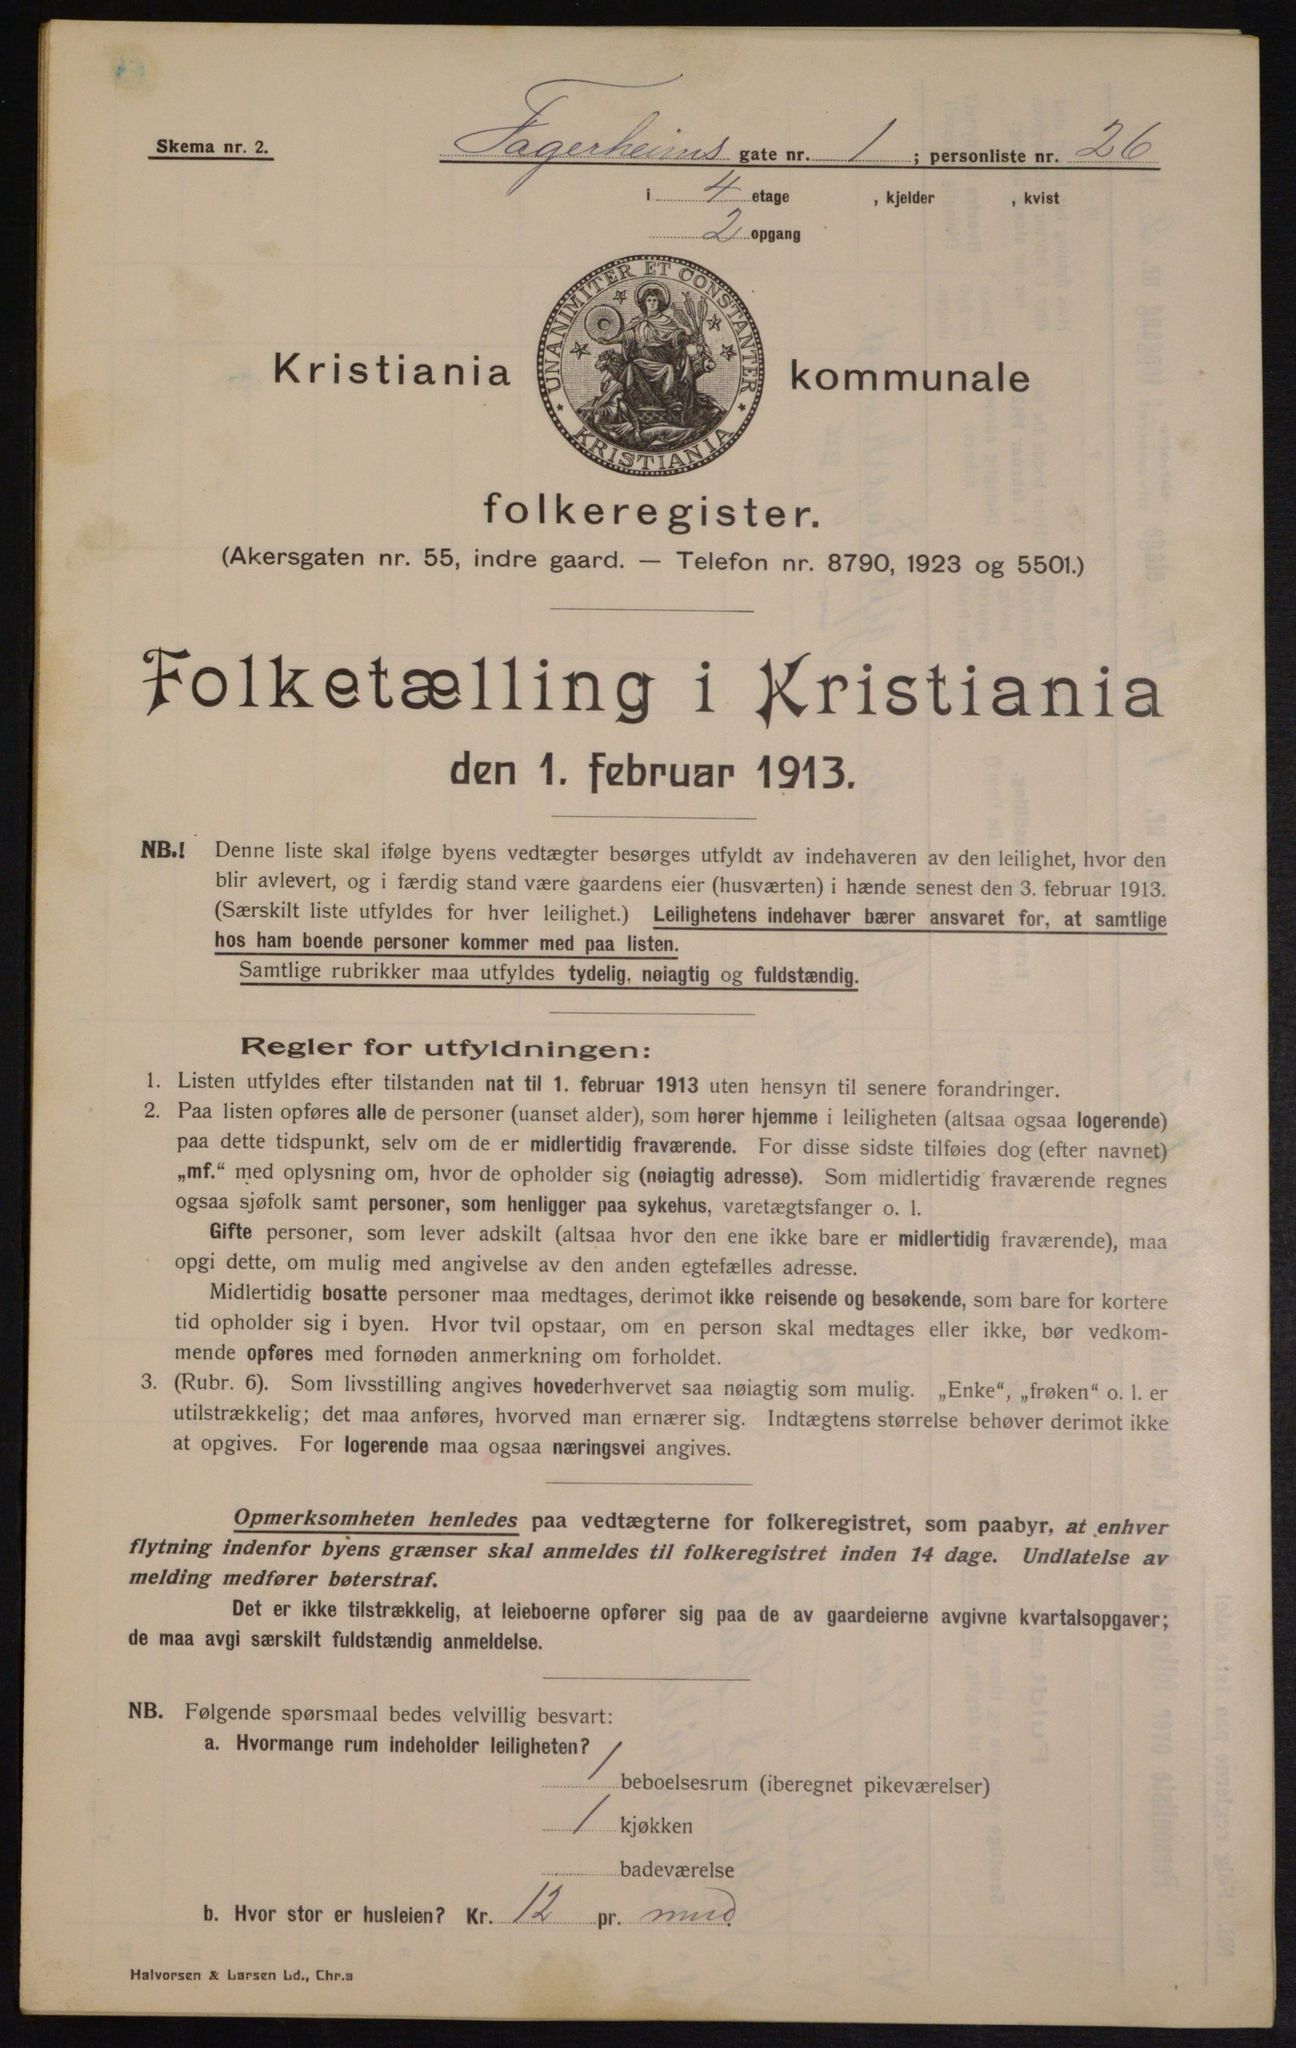 Skema nr. 2.
Fagerheims gate nr. 1 ; personliste nr. 26
i 4 etage , kjelder , kvist
2 opgang
UNANIMITER ET CONSTANTER
KRISTIANIA
Kristiania kommunale
folkeregister.
(Akersgaten nr. 55, indre gaard. — Telefon nr. 8790, 1923 og 5501.)
Folketælling i Kristiania
den 1. februar 1913.
NB.! Denne liste skal ifølge byens vedtægter besørges utfyldt av indehaveren av den leilighet, hvor den
blir avlevert, og i færdig stand være gaardens eier (husværten) i hænde senest den 3. februar 1913.
(Særskilt liste utfyldes for hver leilighet.) Leilighetens indehaver bærer ansvaret for, at samtlige
hos ham boende personer kommer med paa listen.
Samtlige rubrikker maa utfyldes tydelig, nøiagtig og fuldstændig.
Regler for utfyldningen:
1. Listen utfyldes efter tilstanden nat til 1. februar 1913 uten hensyn til senere forandringer.
2. Paa listen opføres alle de personer (uanset alder), som hører hjemme i leiligheten (altsaa ogsaa logerende)
paa dette tidspunkt, selv om de er midlertidig fraværende. For disse sidste tilføies dog (efter navnet)
„mf.“ med oplysning om, hvor de opholder sig (nøiagtig adresse). Som midlertidig fraværende regnes
ogsaa sjøfolk samt personer, som henligger paa sykehus, varetægtsfanger o. l.
Gifte personer, som lever adskilt (altsaa hvor den ene ikke bare er midlertidig fraværende), maa
opgi dette, om mulig med angivelse av den anden egtefælles adresse.
Midlertidig bosatte personer maa medtages, derimot ikke reisende og besøkende, som bare for kortere
tid opholder sig i byen. Hvor tvil opstaar, om en person skal medtages eller ikke, bør vedkom-
mende opføres med fornøden anmerkning om forholdet.
3. (Rubr. 6). Som livsstilling angives hovederhvervet saa nøiagtig som mulig. „Enke“, „frøken“ o. l. er
utilstrækkelig; det maa anføres, hvorved man ernærer sig. Indtægtens størrelse behøver derimot ikke
at opgives. For logerende maa ogsaa næringsvei angives.
Opmerksomheten henledes paa vedtægterne for folkeregistret, som paabyr, at enhver
flytning indenfor byens grænser skal anmeldes til folkeregistret inden 14 dage. Undlatelse av
melding medfører bøterstraf.
Det er ikke tilstrækkelig, at leieboerne opfører sig paa de av gaardeierne avgivne kvartalsopgaver;
de maa avgi særskilt fuldstændig anmeldelse.
NB. Følgende spørsmaal bedes velvillig besvart:
a. Hvormange rum indeholder leiligheten?
1 beboelsesrum (iberegnet pikeværelser)
1 kjøkken
badeværelse
b. Hvor stor er husleien? Kr. 12 pr. mnd
Halvorsen & Larsen Ld., Chr.a